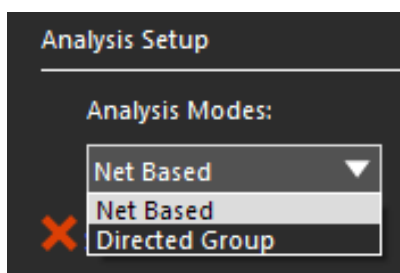 Analysis Setup
Analysis Modes:
Net Based
Net Based
Directed Group